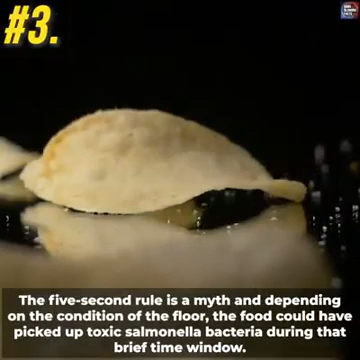 #3.
The five-second rule is a myth and depending
on the condition of the floor, the food could have
picked up toxic salmonella bacteria during that
brief time window.